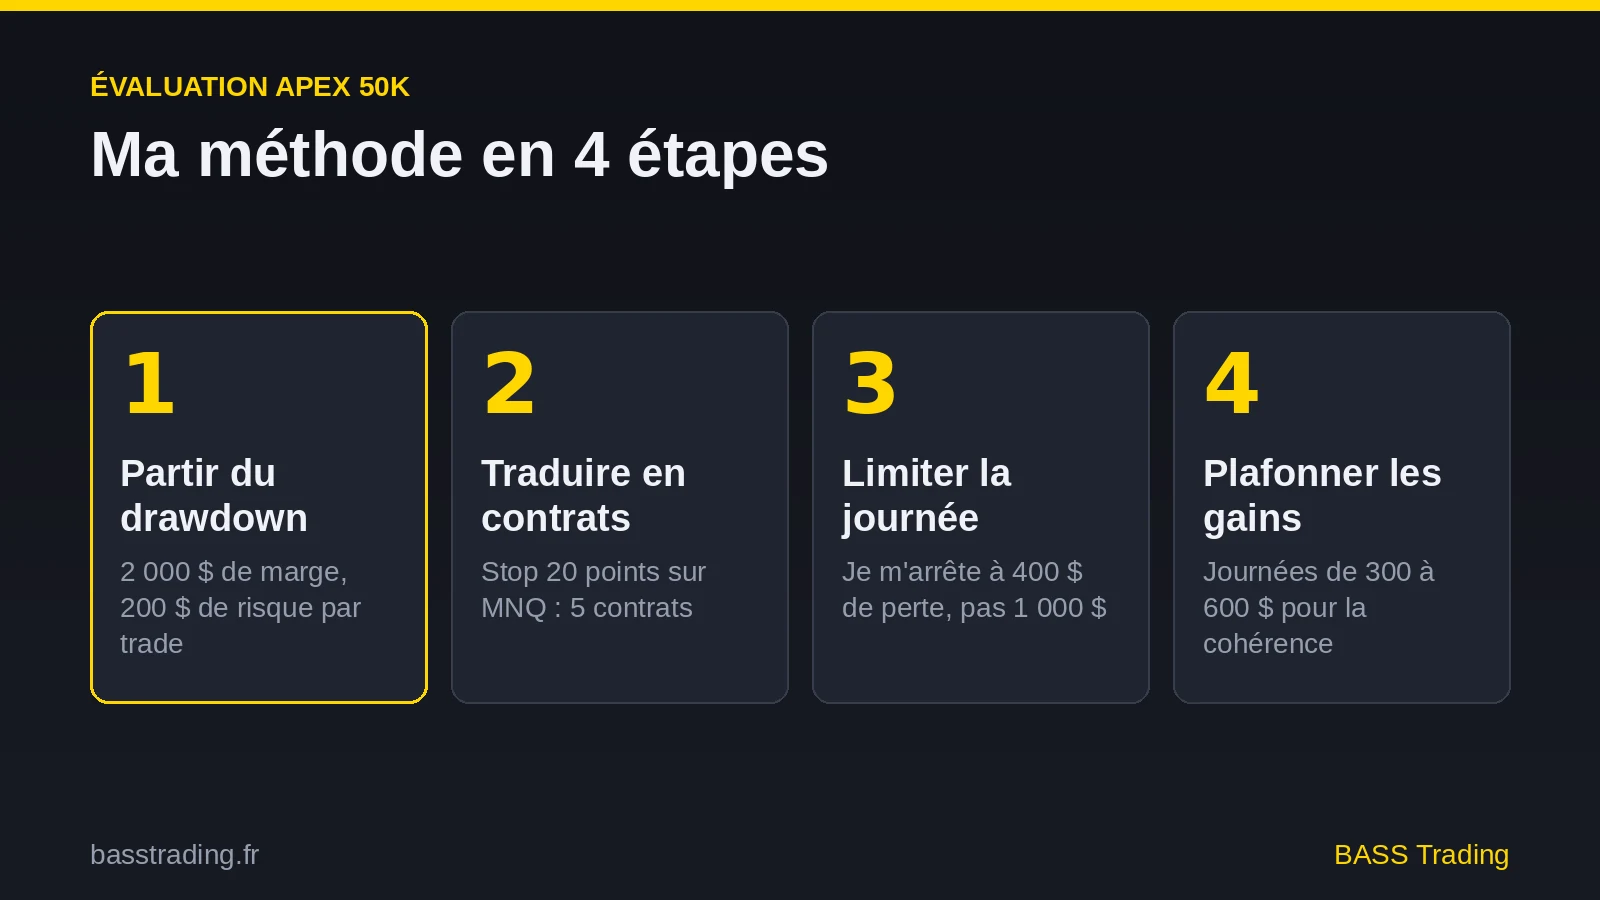 ÉVALUATION APEX 50K
Ma méthode en 4 étapes
1
Partir du
drawdown
2 000 $ de marge,
200 $ de risque par
trade
2
Traduire en
contrats
Stop 20 points sur
MNQ : 5 contrats
3
Limiter la
journée
Je m'arrête à 400 $
de perte, pas 1 000 $
4
Plafonner les
gains
Journées de 300 à
600 $ pour la
cohérence
basstrading.fr
BASS Trading